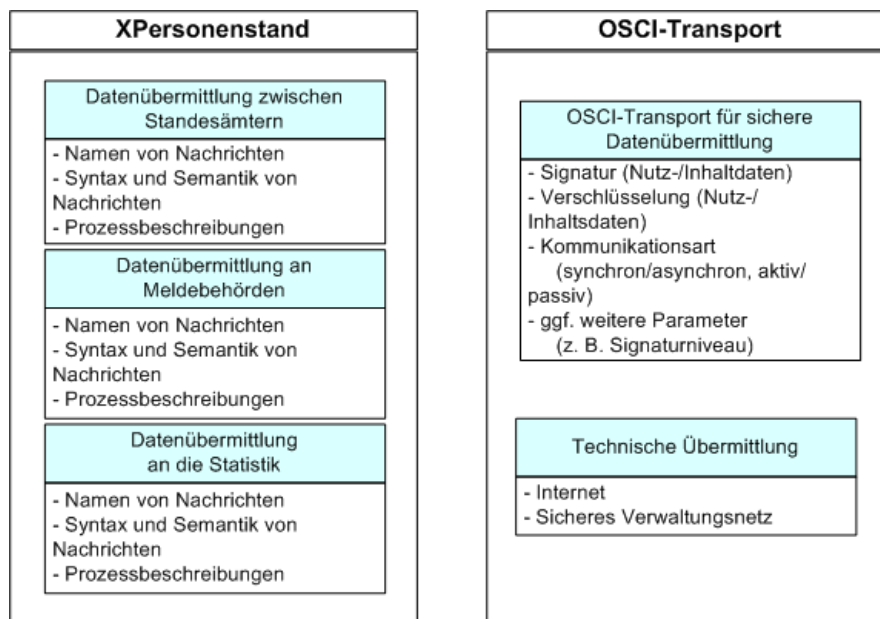 XPersonenstand
Datenübermittlung zwischen
Standesämtern
- Namen von Nachrichten
- Syntax und Semantik von
Nachrichten
- Prozessbeschreibungen
Datenübermittlung an
Meldebehörden
- Namen von Nachrichten
- Syntax und Semantik von
Nachrichten
- Prozessbeschreibungen
Datenübermittlung
an die Statistik
- Namen von Nachrichten
- Syntax und Semantik von
Nachrichten
- Prozessbeschreibungen
OSCI-Transport
OSCI-Transport für sichere
Datenübermittlung
- Signatur (Nutz-/Inhaltdaten)
- Verschlüsselung (Nutz-/
Inhaltsdaten)
- Kommunikationsart
(synchron/asynchron, aktiv/
passiv)
- ggf. weitere Parameter
(z. B. Signaturniveau)
Technische Übermittlung
- Internet
- Sicheres Verwaltungsnetz